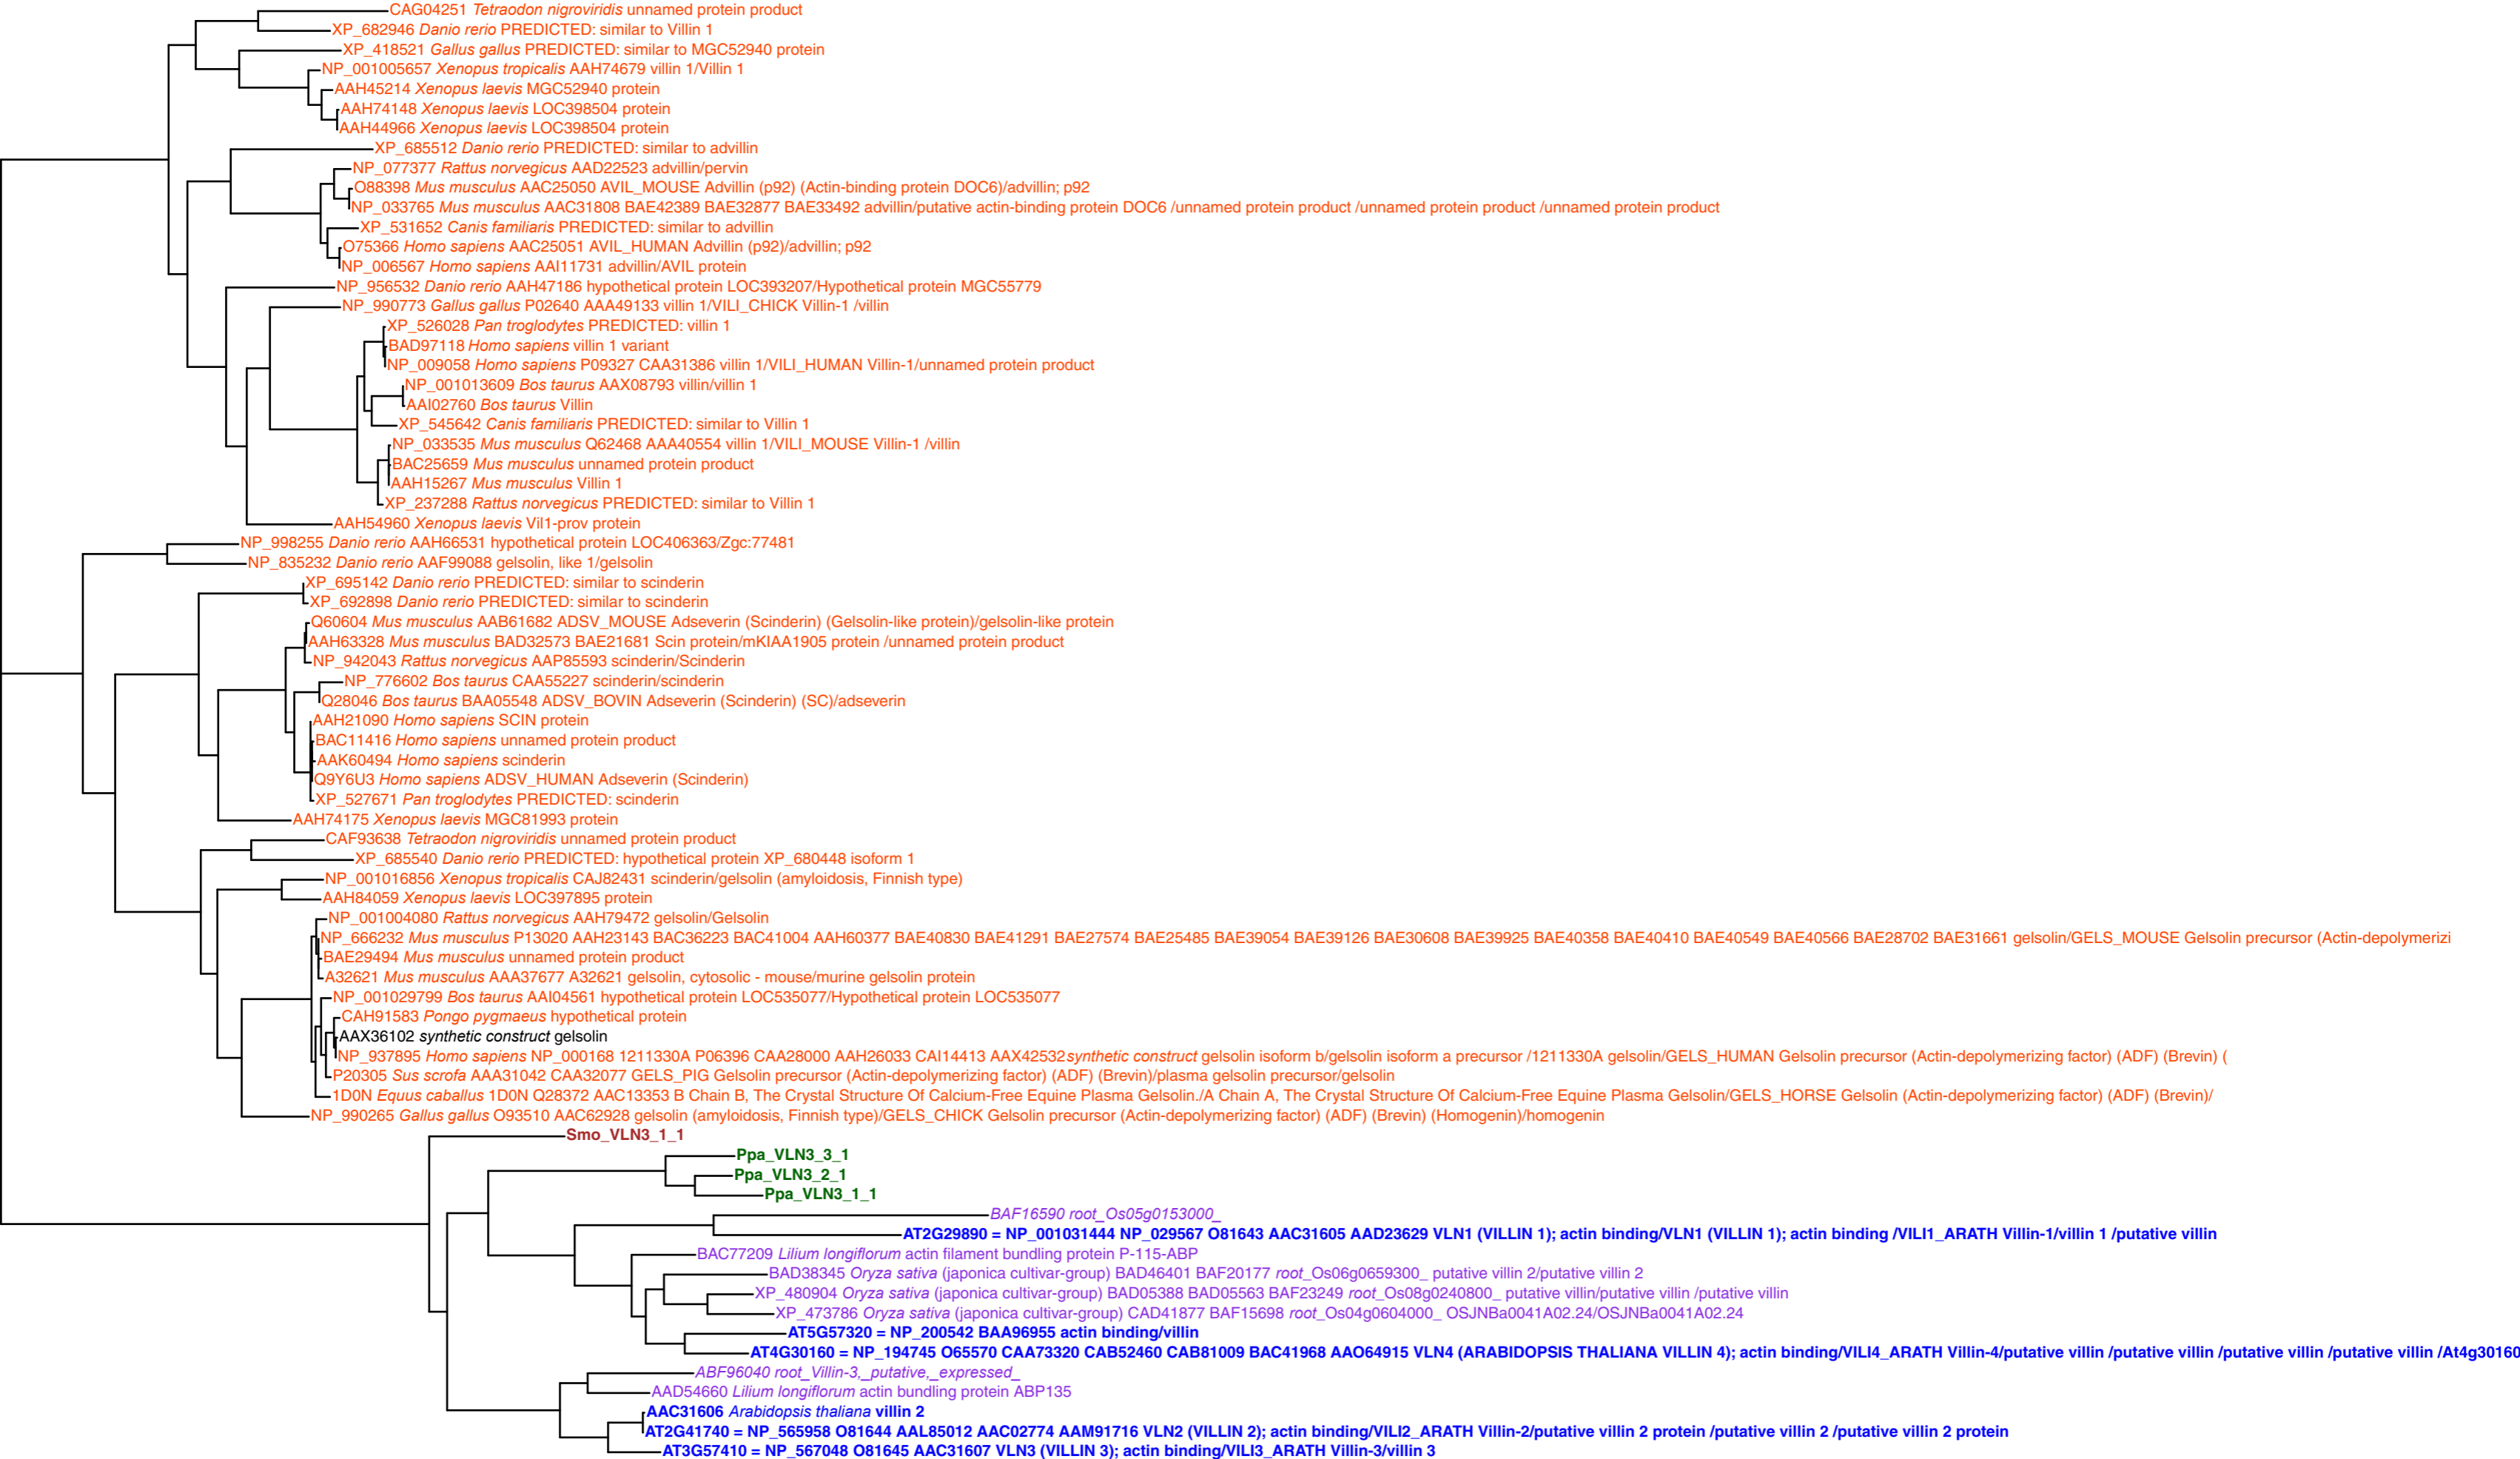 CAG04251 Tetraodon nigroviridis unnamed protein product
XP_682946 Danio rerio PREDICTED: similar to Villin 1
XP_418521 Gallus gallus PREDICTED: similar to MGC52940 protein
NP_001005657 Xenopus tropicalis AAH74679 villin 1/Villin 1
AAH45214 Xenopus laevis MGC52940 protein
AAH74148 Xenopus laevis LOC398504 protein
AAH44966 Xenopus laevis LOC398504 protein
XP_685512 Danio rerio PREDICTED: similar to advillin
NP_077377 Rattus norvegicus AAD22523 advillin/pervin
O88398 Mus musculus AAC25050 AVIL_MOUSE Advillin (p92) (Actin-binding protein DOC6)/advillin; p92
NP_033765 Mus musculus AAC31808 BAE42389 BAE32877 BAE33492 advillin/putative actin-binding protein DOC6 /unnamed protein product /unnamed protein product /unnamed protein product
XP_531652 Canis familiaris PREDICTED: similar to advillin
O75366 Homo sapiens AAC25051 AVIL_HUMAN Advillin (p92)/advillin; p92
NP_006567 Homo sapiens AAI11731 advillin/AVIL protein
NP_956532 Danio rerio AAH47186 hypothetical protein LOC393207/Hypothetical protein MGC55779
NP_990773 Gallus gallus P02640 AAA49133 villin 1/VILI_CHICK Villin-1 /villin
XP_526028 Pan troglodytes PREDICTED: villin 1
BAD97118 Homo sapiens villin 1 variant
NP_009058 Homo sapiens P09327 CAA31386 villin 1/VILI_HUMAN Villin-1/unnamed protein product
NP_001013609 Bos taurus AAX08793 villin/villin 1
AAI02760 Bos taurus Villin
XP_545642 Canis familiaris PREDICTED: similar to Villin 1
NP_033535 Mus musculus Q62468 AAA40554 villin 1/VILI_MOUSE Villin-1 /villin
BAC25659 Mus musculus unnamed protein product
AAH15267 Mus musculus Villin 1
XP_237288 Rattus norvegicus PREDICTED: similar to Villin 1
AAH54960 Xenopus laevis Vil1-prov protein
NP_998255 Danio rerio AAH66531 hypothetical protein LOC406363/Zgc:77481
NP_835232 Danio rerio AAF99088 gelsolin, like 1/gelsolin
XP_695142 Danio rerio PREDICTED: similar to scinderin
XP_692898 Danio rerio PREDICTED: similar to scinderin
Q60604 Mus musculus AAB61682 ADSV_MOUSE Adseverin (Scinderin) (Gelsolin-like protein)/gelsolin-like protein
AAH63328 Mus musculus BAD32573 BAE21681 Scin protein/mKIAA1905 protein /unnamed protein product
NP_942043 Rattus norvegicus AAP85593 scinderin/Scinderin
NP_776602 Bos taurus CAA55227 scinderin/scinderin
Q28046 Bos taurus BAA05548 ADSV_BOVIN Adseverin (Scinderin) (SC)/adseverin
AAH21090 Homo sapiens SCIN protein
BAC11416 Homo sapiens unnamed protein product
AAK60494 Homo sapiens scinderin
Q9Y6U3 Homo sapiens ADSV_HUMAN Adseverin (Scinderin)
XP_527671 Pan troglodytes PREDICTED: scinderin
AAH74175 Xenopus laevis MGC81993 protein
CAF93638 Tetraodon nigroviridis unnamed protein product
XP_685540 Danio rerio PREDICTED: hypothetical protein XP_680448 isoform 1
NP_001016856 Xenopus tropicalis CAJ82431 scinderin/gelsolin (amyloidosis, Finnish type)
AAH84059 Xenopus laevis LOC397895 protein
NP_001004080 Rattus norvegicus AAH79472 gelsolin/Gelsolin
NP_666232 Mus musculus P13020 AAH23143 BAC36223 BAC41004 AAH60377 BAE40830 BAE41291 BAE27574 BAE25485 BAE39054 BAE39126 BAE30608 BAE39925 BAE40358 BAE40410 BAE40549 BAE40566 BAE28702 BAE31661 gelsolin/GELS_MOUSE Gelsolin precursor (Actin-depolymerizi
BAE29494 Mus musculus unnamed protein product
A32621 Mus musculus AAA37677 A32621 gelsolin, cytosolic - mouse/murine gelsolin protein
NP_001029799 Bos taurus AAI04561 hypothetical protein LOC535077/Hypothetical protein LOC535077
CAH91583 Pongo pygmaeus hypothetical protein
AAX36102 synthetic construct gelsolin
NP_937895 Homo sapiens NP_000168 1211330A P06396 CAA28000 AAH26033 CAI14413 AAX42532synthetic construct gelsolin isoform b/gelsolin isoform a precursor /1211330A gelsolin/GELS_HUMAN Gelsolin precursor (Actin-depolymerizing factor) (ADF) (Brevin) (
P20305 Sus scrofa AAA31042 CAA32077 GELS_PIG Gelsolin precursor (Actin-depolymerizing factor) (ADF) (Brevin)/plasma gelsolin precursor/gelsolin
1D0N Equus caballus 1D0N Q28372 AAC13353 B Chain B, The Crystal Structure Of Calcium-Free Equine Plasma Gelsolin./A Chain A, The Crystal Structure Of Calcium-Free Equine Plasma Gelsolin/GELS_HORSE Gelsolin (Actin-depolymerizing factor) (ADF) (Brevin)/
NP_990265 Gallus gallus O93510 AAC62928 gelsolin (amyloidosis, Finnish type)/GELS_CHICK Gelsolin precursor (Actin-depolymerizing factor) (ADF) (Brevin) (Homogenin)/homogenin
Smo_VLN3_1_1
Ppa_VLN3_3_1
Ppa_VLN3_2_1
Ppa_VLN3_1_1
BAF16590 root_Os05g0153000_
AT2G29890 = NP_001031444 NP_029567 O81643 AAC31605 AAD23629 VLN1 (VILLIN 1); actin binding/VLN1 (VILLIN 1); actin binding /VILI1_ARATH Villin-1/villin 1 /putative villin
BAC77209 Lilium longiflorum actin filament bundling protein P-115-ABP
BAD38345 Oryza sativa (japonica cultivar-group) BAD46401 BAF20177 root_Os06g0659300_ putative villin 2/putative villin 2
XP_480904 Oryza sativa (japonica cultivar-group) BAD05388 BAD05563 BAF23249 root_Os08g0240800_ putative villin/putative villin /putative villin
XP_473786 Oryza sativa (japonica cultivar-group) CAD41877 BAF15698 root_Os04g0604000_ OSJNBa0041A02.24/OSJNBa0041A02.24
AT5G57320 = NP_200542 BAA96955 actin binding/villin
AT4G30160 = NP_194745 O65570 CAA73320 CAB52460 CAB81009 BAC41968 AAO64915 VLN4 (ARABIDOPSIS THALIANA VILLIN 4); actin binding/VILI4_ARATH Villin-4/putative villin /putative villin /putative villin /putative villin /At4g30160
ABF96040 root_Villin-3,_putative,_expressed_
AAD54660 Lilium longiflorum actin bundling protein ABP135
AAC31606 Arabidopsis thaliana villin 2
AT2G41740 = NP_565958 O81644 AAL85012 AAC02774 AAM91716 VLN2 (VILLIN 2); actin binding/VILI2_ARATH Villin-2/putative villin 2 protein /putative villin 2 /putative villin 2 protein
AT3G57410 = NP_567048 O81645 AAC31607 VLN3 (VILLIN 3); actin binding/VILI3_ARATH Villin-3/villin 3